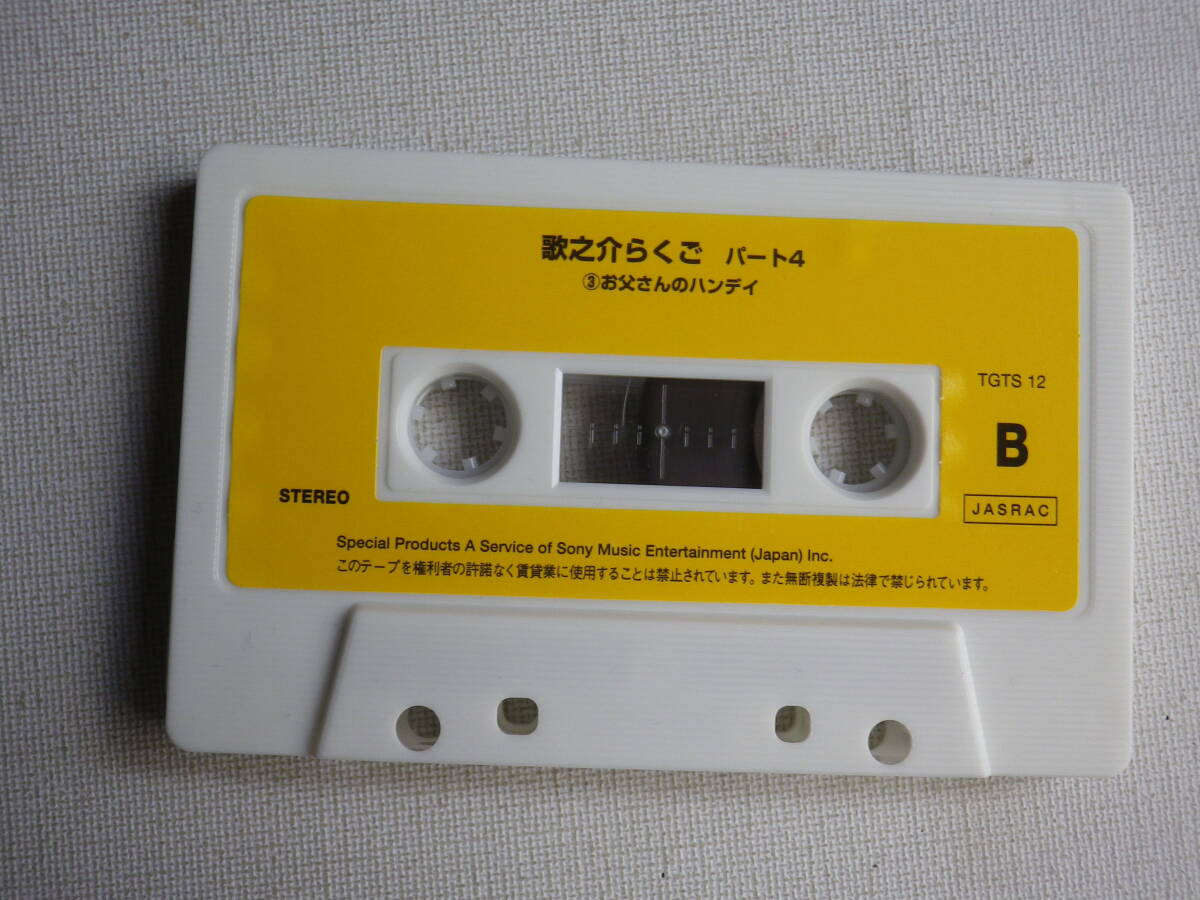 歌之介らくご パート4
③お父さんのハンデイ
TGTS 12
B
STEREO
JASRAC
Special Products A Service of Sony Music Entertainment (Japan) Inc.
このテープを権利者の許諾なく賃貸業に使用することは禁止されています。また無断複製は法律で禁じられています。